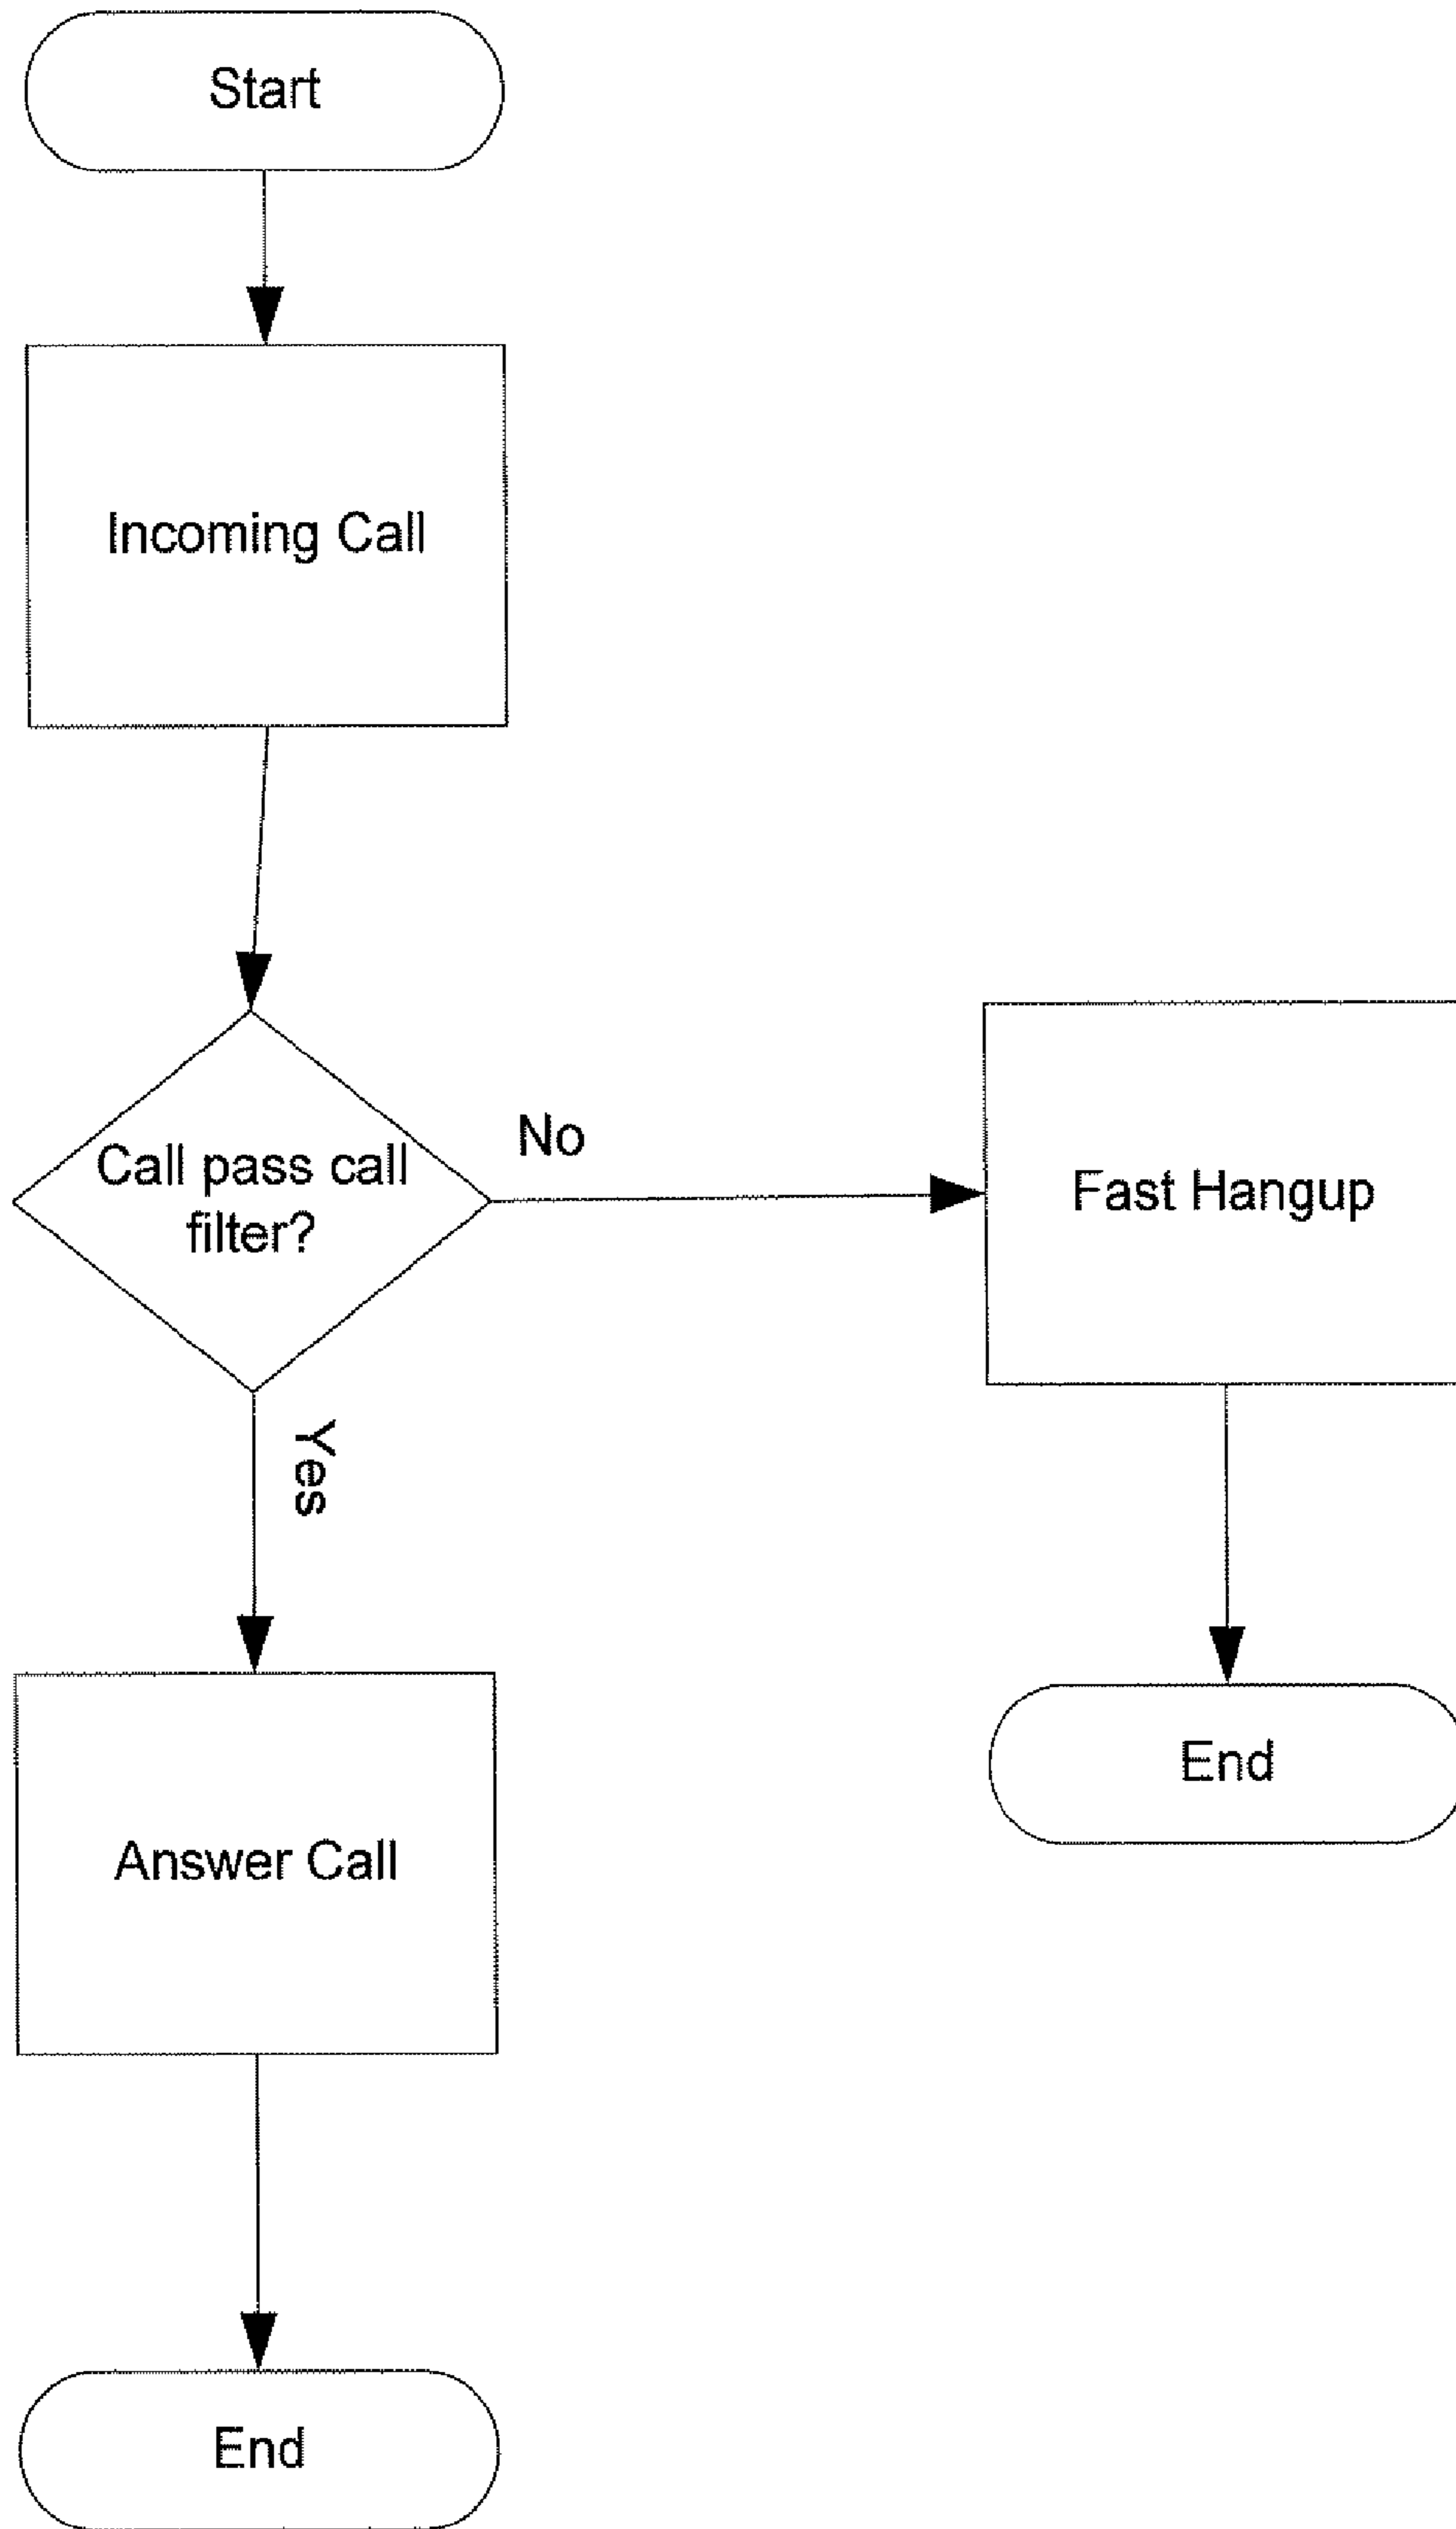 Start
Incoming Call
Call pass call
filter?
No
Fast Hangup
Yes
End
Answer Call
End